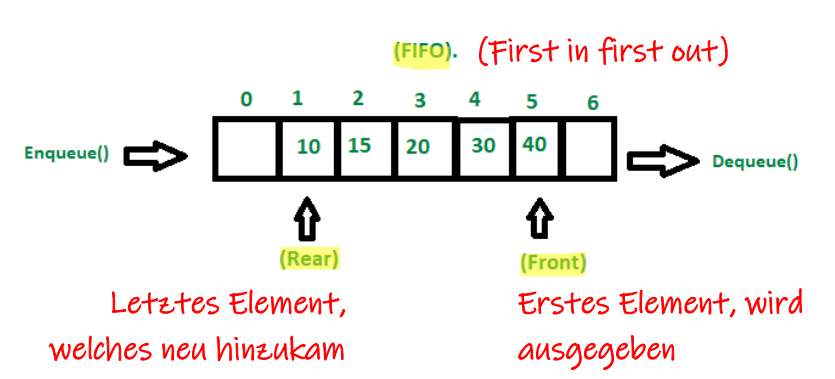 (FIFO). (First in first out)
0 1 2 3 4 5 6
Enqueue() 10 15 20 30 40 Dequeue()
(Rear) (Front)
Letztes Element,
welches neu hinzukam
Erstes Element, wird
ausgegeben